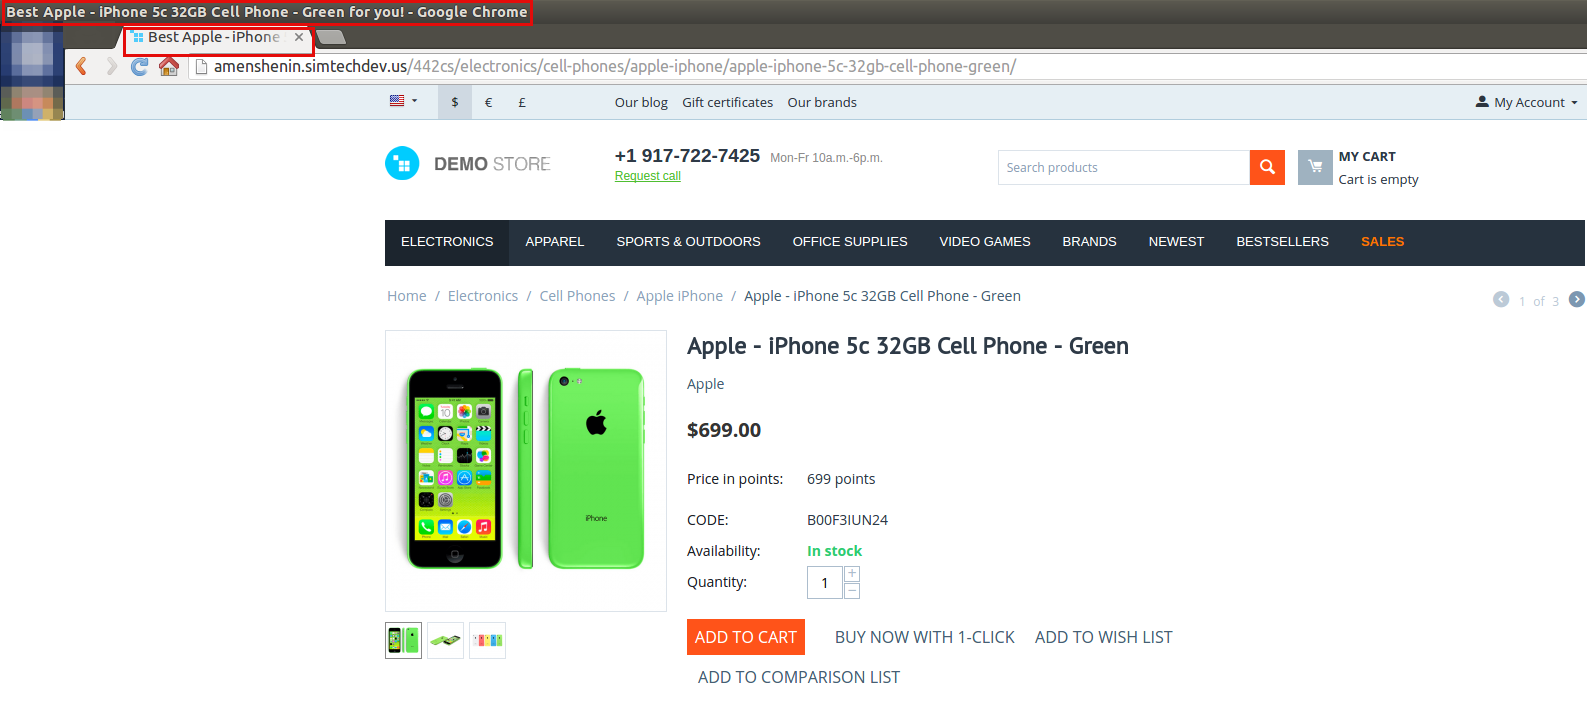 Best Apple - iPhone 5c 32GB Cell Phone - Green for you! - Google Chrome
Best Apple - iPhone
amenshenin.simtechdev.us/442cs/electronics/cell-phones/apple-iphone/apple-iphone-5c-32gb-cell-phone-green/
$ € £ Our blog Gift certificates Our brands My Account
DEMO STORE
+1 917-722-7425 Mon-Fri 10a.m.-6p.m.
Request call
Search products
MY CART
Cart is empty
ELECTRONICS APPAREL SPORTS & OUTDOORS OFFICE SUPPLIES VIDEO GAMES BRANDS NEWEST BESTSELLERS SALES
Home / Electronics / Cell Phones / Apple iPhone / Apple - iPhone 5c 32GB Cell Phone - Green
1 of 3
Apple - iPhone 5c 32GB Cell Phone - Green
Apple
$699.00
Price in points: 699 points
CODE: B00F3IUN24
Availability: In stock
Quantity: 1 + −
iPhone
ADD TO CART BUY NOW WITH 1-CLICK ADD TO WISH LIST
ADD TO COMPARISON LIST